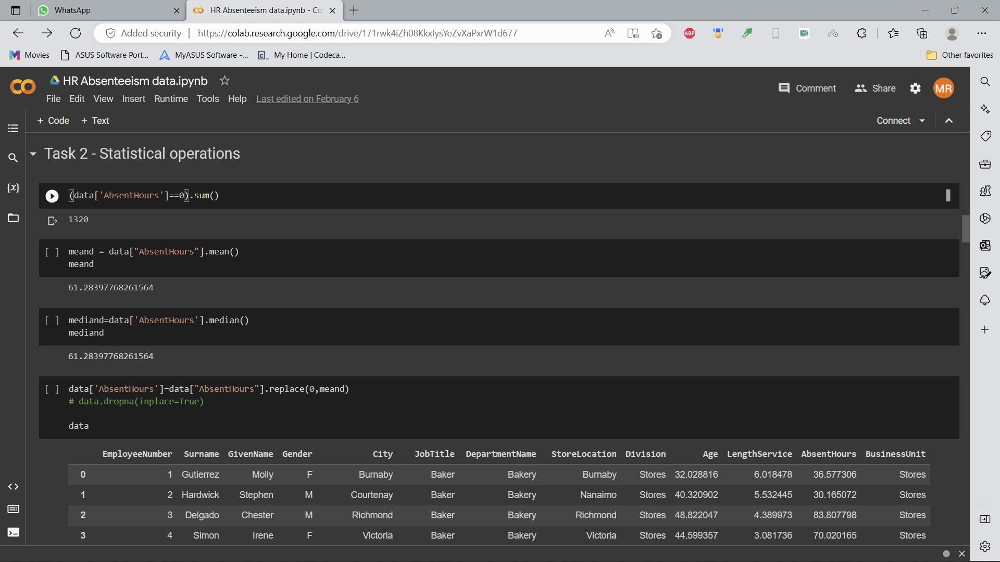 WhatsApp
HR Absenteeism data.ipynb - Co
Added security
https://colab.research.google.com/drive/171rwk4iZh08KkxlysYeZvXaPxrW1d677
ABP
Movies
ASUS Software Port...
MyASUS Software -...
My Home | Codeca...
Other favorites
HR Absenteeism data.ipynb
File Edit View Insert Runtime Tools Help Last edited on February 6
Comment
Share
MR
+ Code + Text
Connect
Task 2 - Statistical operations
{x}
(data['AbsentHours']==0).sum()
1320
[ ] meand = data["AbsentHours"].mean()
meand
61.28397768261564
[ ] mediand=data['AbsentHours'].median()
mediand
61.28397768261564
[ ] data['AbsentHours']=data["AbsentHours"].replace(0,meand)
# data.dropna(inplace=True)
data
EmployeeNumber Surname GivenName Gender City JobTitle DepartmentName StoreLocation Division Age LengthService AbsentHours BusinessUnit
0 1 Gutierrez Molly F Burnaby Baker Bakery Burnaby Stores 32.028816 6.018478 36.577306 Stores
1 2 Hardwick Stephen M Courtenay Baker Bakery Nanaimo Stores 40.320902 5.532445 30.165072 Stores
2 3 Delgado Chester M Richmond Baker Bakery Richmond Stores 48.822047 4.389973 83.807798 Stores
3 4 Simon Irene F Victoria Baker Bakery Victoria Stores 44.599357 3.081736 70.020165 Stores